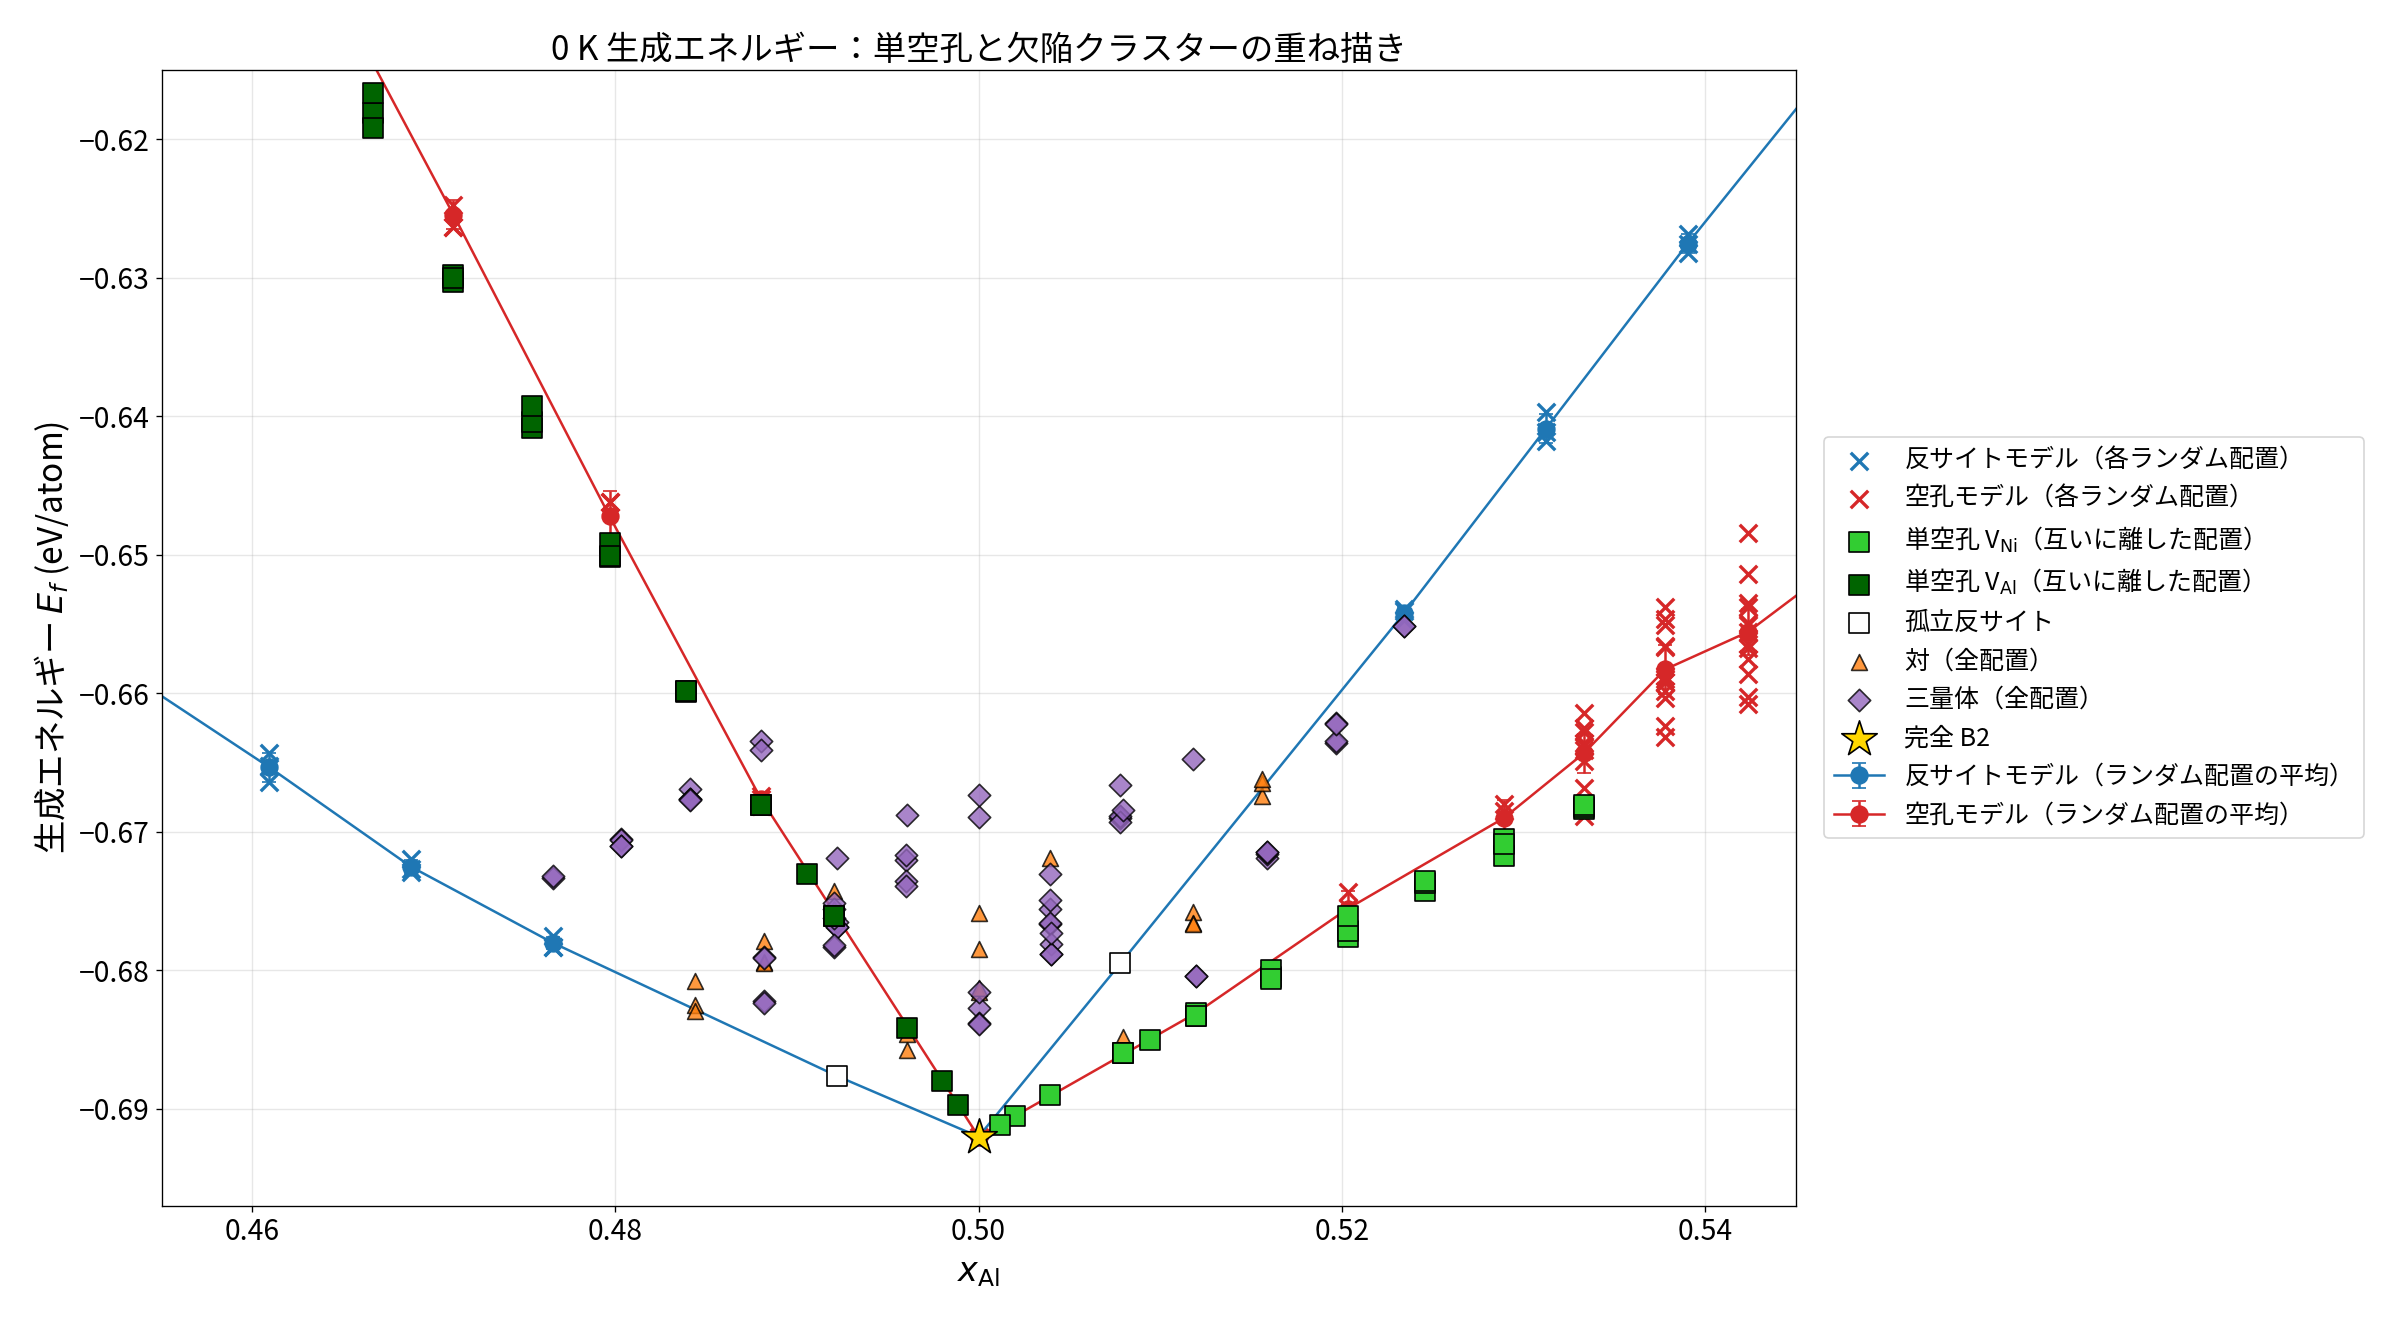 0 K 生成エネルギー：単空孔と欠陥クラスターの重ね描き
−0.62
−0.63
−0.64
−0.65
−0.66
−0.67
−0.68
−0.69
生成エネルギー E_f (eV/atom)
0.46
0.48
0.50
0.52
0.54
x_Al
反サイトモデル（各ランダム配置）
空孔モデル（各ランダム配置）
単空孔 V_Ni（互いに離した配置）
単空孔 V_Al（互いに離した配置）
孤立反サイト
対（全配置）
三量体（全配置）
完全 B2
反サイトモデル（ランダム配置の平均）
空孔モデル（ランダム配置の平均）